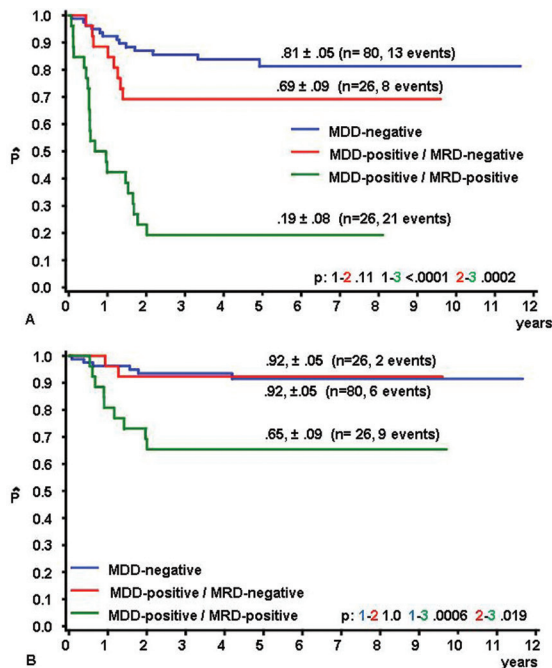 1.0
0.9
0.8
0.7
0.6
0.5
0.4
0.3
0.2
0.1
0.0
P̂
.81 ± .05 (n= 80, 13 events)
.69 ± .09 (n=26, 8 events)
MDD-negative
MDD-positive / MRD-negative
MDD-positive / MRD-positive
.19 ± .08 (n=26, 21 events)
p: 1-2 .11 1-3 <.0001 2-3 .0002
0 1 2 3 4 5 6 7 8 9 10 11 12
A
years
1.0
0.9
0.8
0.7
0.6
0.5
0.4
0.3
0.2
0.1
0.0
P̂
.92, ± .05 (n=26, 2 events)
.92, ±.05 (n=80, 6 events)
.65, ± .09 (n= 26, 9 events)
MDD-negative
MDD-positive / MRD-negative
MDD-positive / MRD-positive
p: 1-2 1.0 1-3 .0006 2-3 .019
0 1 2 3 4 5 6 7 8 9 10 11 12
B
years